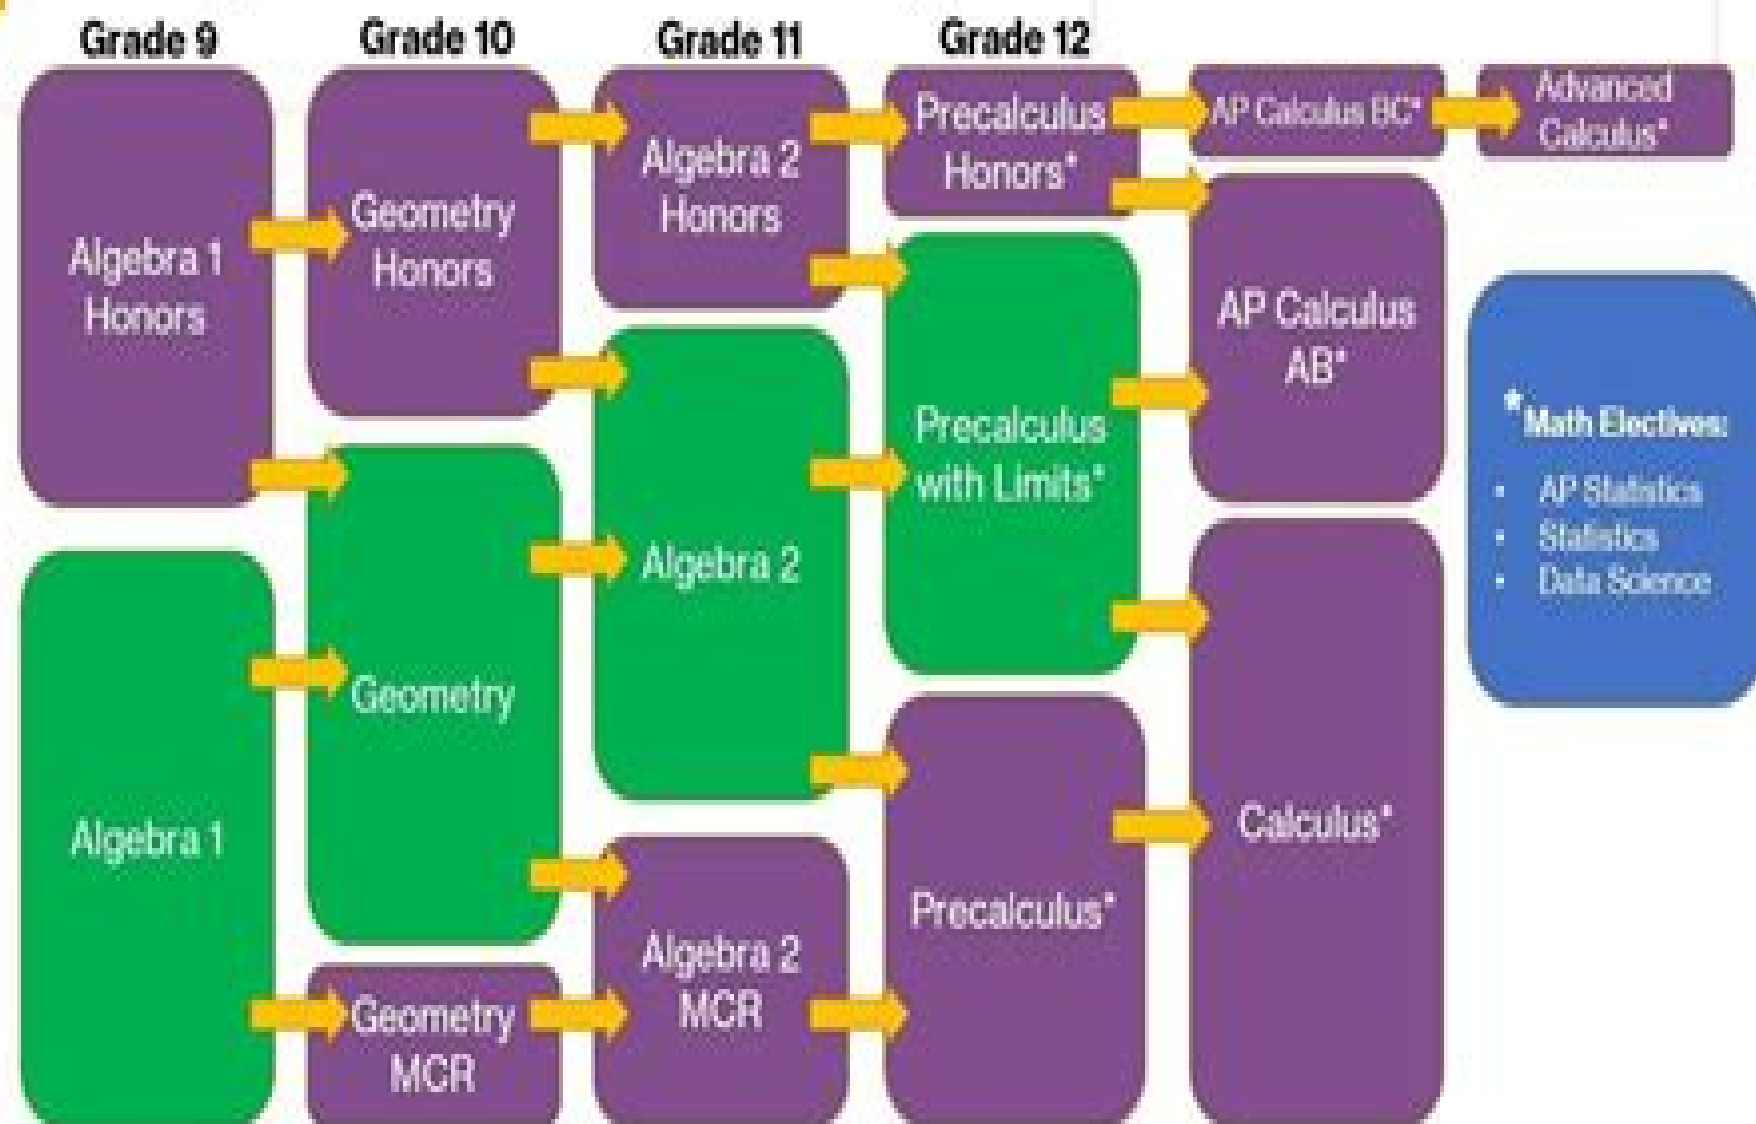 Grade 9
Grade 10
Grade 11
Grade 12
Algebra 1
Honors
Algebra 1
Geometry
Honors
Geometry
Geometry
MCR
Algebra 2
Honors
Algebra 2
Algebra 2
MCR
Precalculus
Honors*
Precalculus
with Limits*
Precalculus*
AP Calculus BC*
AP Calculus
AB*
Calculus*
Advanced
Calculus*
*Math Electives:
• AP Statistics
• Statistics
• Data Science